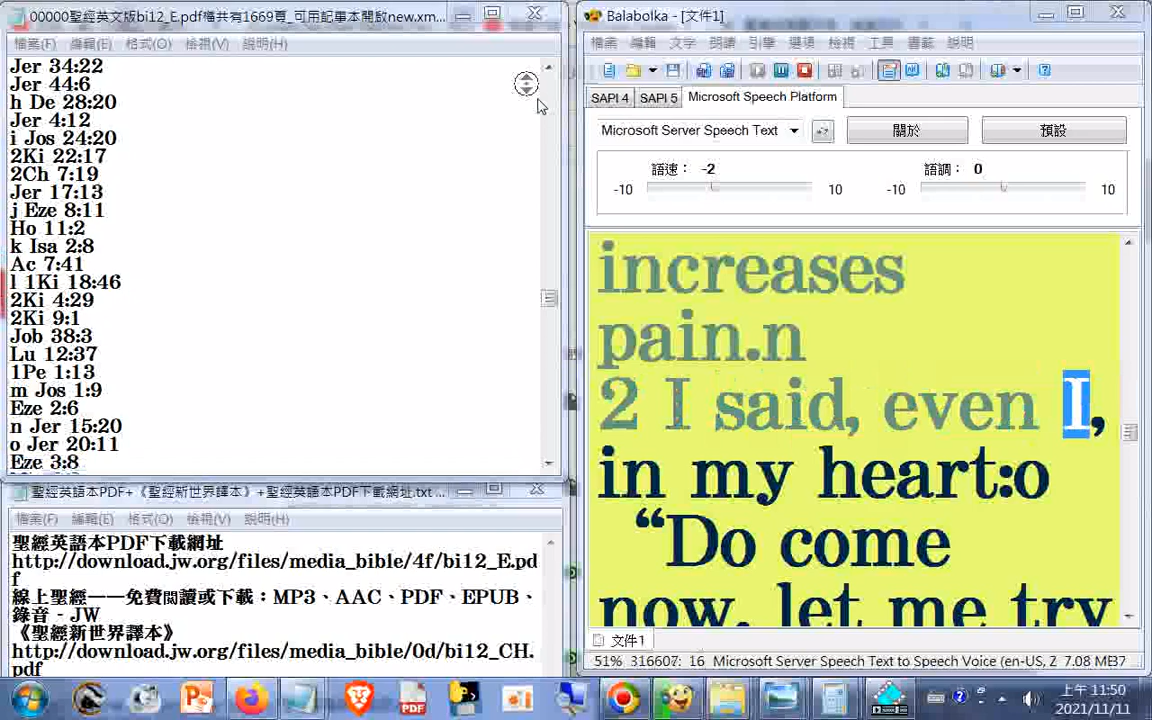 00000聖經英文版bi12_E.pdf檔共有1669頁_可用記事本開啟new.xm...
檔案(F) 編輯(E) 格式(O) 檢視(V) 說明(H)
Jer 34:22
Jer 44:6
h De 28:20
Jer 4:12
i Jos 24:20
2Ki 22:17
2Ch 7:19
Jer 17:13
j Eze 8:11
Ho 11:2
k Isa 2:8
Ac 7:41
l 1Ki 18:46
2Ki 4:29
2Ki 9:1
Job 38:3
Lu 12:37
1Pe 1:13
m Jos 1:9
Eze 2:6
n Jer 15:20
o Jer 20:11
Eze 3:8
聖經英語本PDF+《聖經新世界譯本》+聖經英語本PDF下載網址.txt ...
檔案(F) 編輯(E) 格式(O) 檢視(V) 說明(H)
聖經英語本PDF下載網址
http://download.jw.org/files/media_bible/4f/bi12_E.pd
f
線上聖經——免費閱讀或下載：MP3、AAC、PDF、EPUB、
錄音 - JW
《聖經新世界譯本》
http://download.jw.org/files/media_bible/0d/bi12_CH.
pdf
Balabolka - [文件1]
檔案 編輯 文字 朗讀 引擎 選項 檢視 工具 書籤 說明
SAPI 4 SAPI 5 Microsoft Speech Platform
Microsoft Server Speech Text 關於 預設
語速： -2 語調： 0
-10 10 -10 10
increases
pain.n
2 I said, even I,
in my heart:o
“Do come
now, let me try
文件1
51% 316607: 16 Microsoft Server Speech Text to Speech Voice (en-US, 2 7.08 MB37
PDF
上午 11:50
2021/11/11